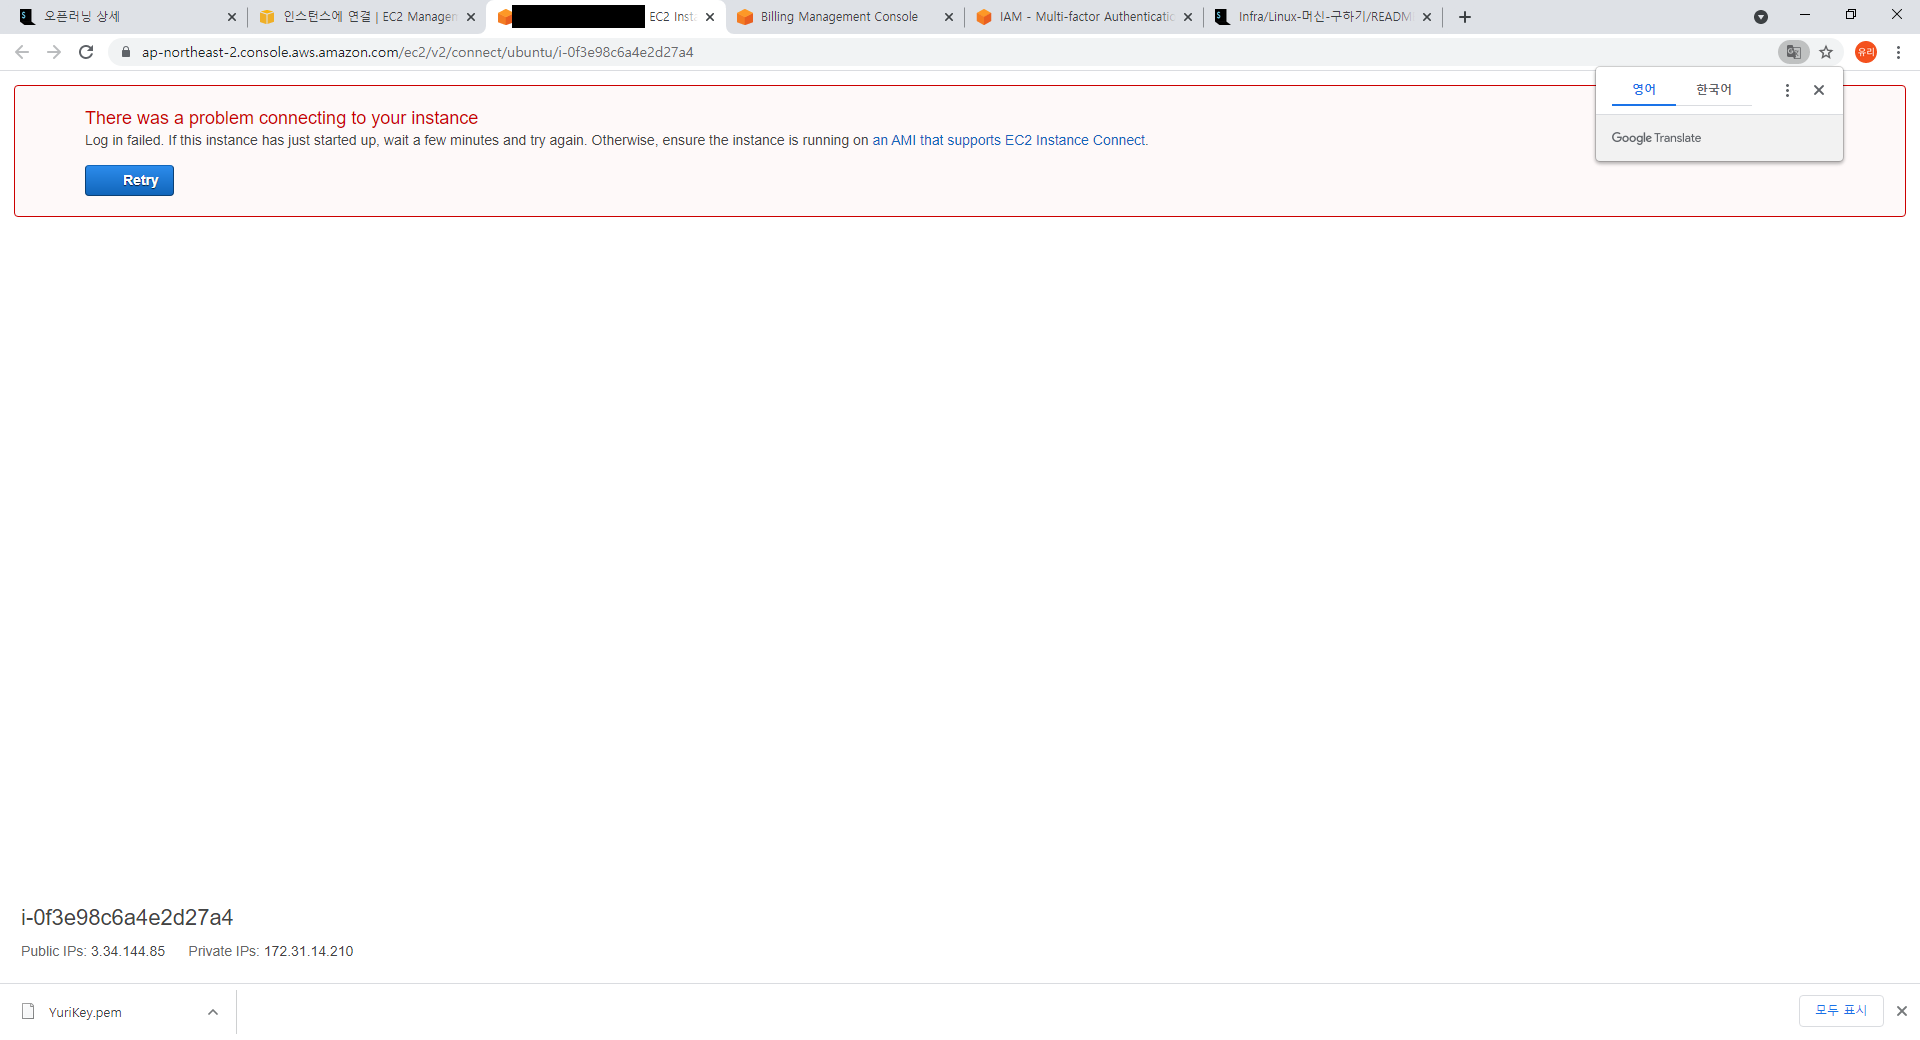 오픈러닝 상세
인스턴스에 연결 | EC2 Managen
EC2 Inst
Billing Management Console
IAM - Multi-factor Authenticatic
Infra/Linux-머신-구하기/READM
ap-northeast-2.console.aws.amazon.com/ec2/v2/connect/ubuntu/i-0f3e98c6a4e2d27a4
유리
영어
한국어
Google Translate
There was a problem connecting to your instance
Log in failed. If this instance has just started up, wait a few minutes and try again. Otherwise, ensure the instance is running on an AMI that supports EC2 Instance Connect.
Retry
i-0f3e98c6a4e2d27a4
Public IPs: 3.34.144.85 Private IPs: 172.31.14.210
YuriKey.pem
모두 표시